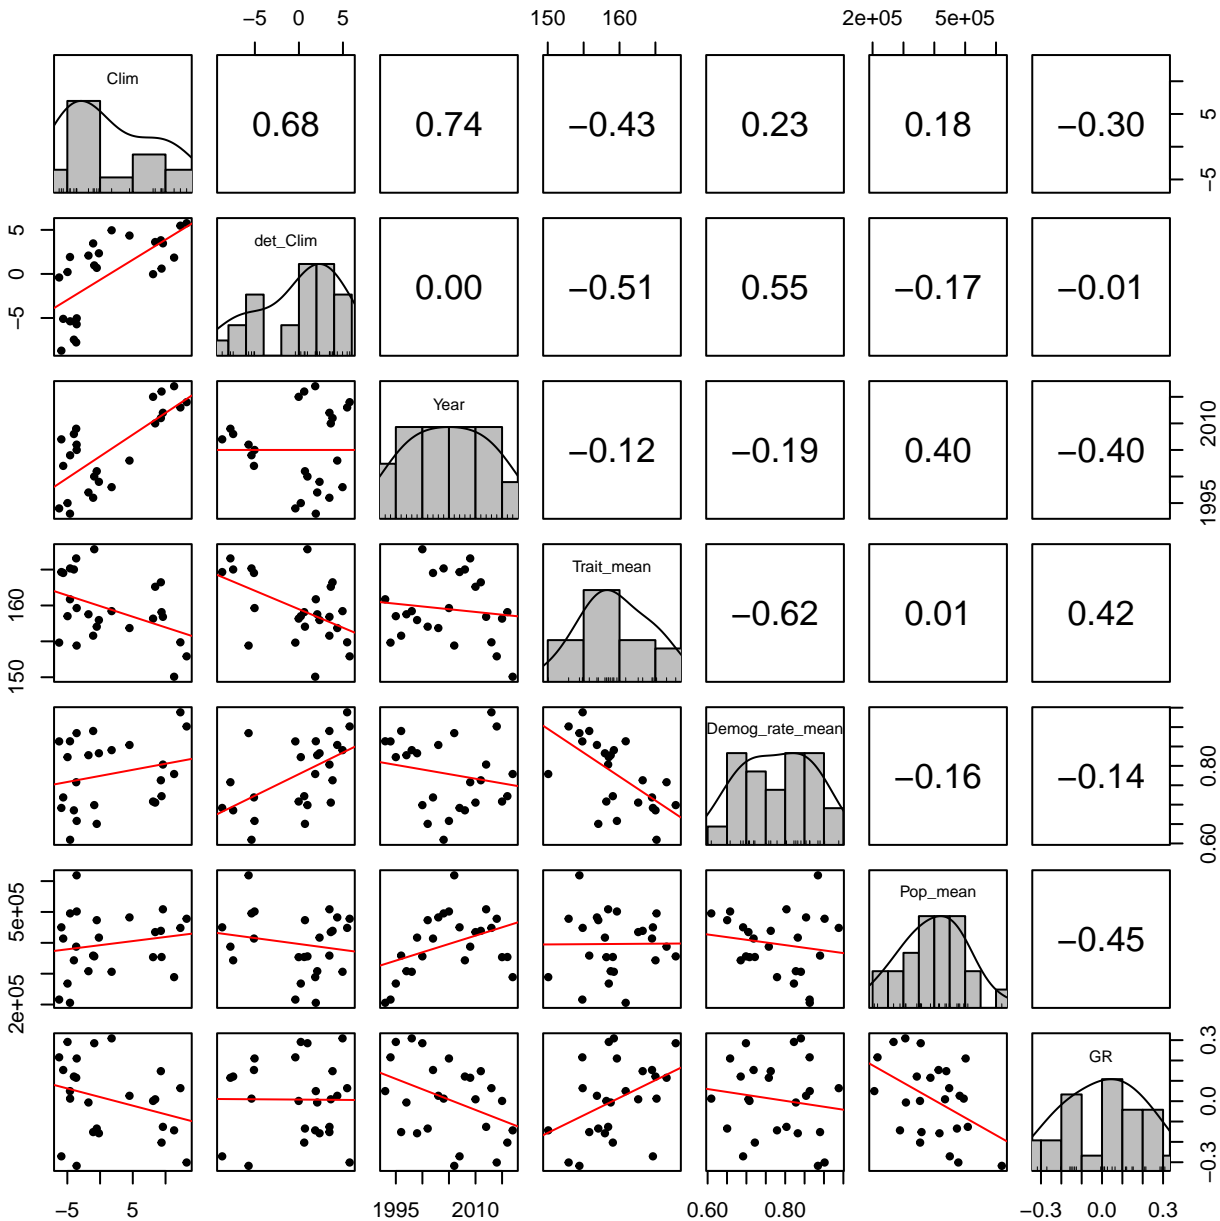 −5 0 5 150 160 2e+05 5e+05
Clim 0.68 0.74 −0.43 0.23 0.18 −0.30 −5 5
−5 0 5 det_Clim 0.00 −0.51 0.55 −0.17 −0.01
Year −0.12 −0.19 0.40 −0.40 1995 2010
150 160 Trait_mean −0.62 0.01 0.42
Demog_rate_mean −0.16 −0.14 0.60 0.80
2e+05 5e+05 Pop_mean −0.45
GR −0.3 0.0 0.3
−5 5 1995 2010 0.60 0.80 −0.3 0.0 0.3